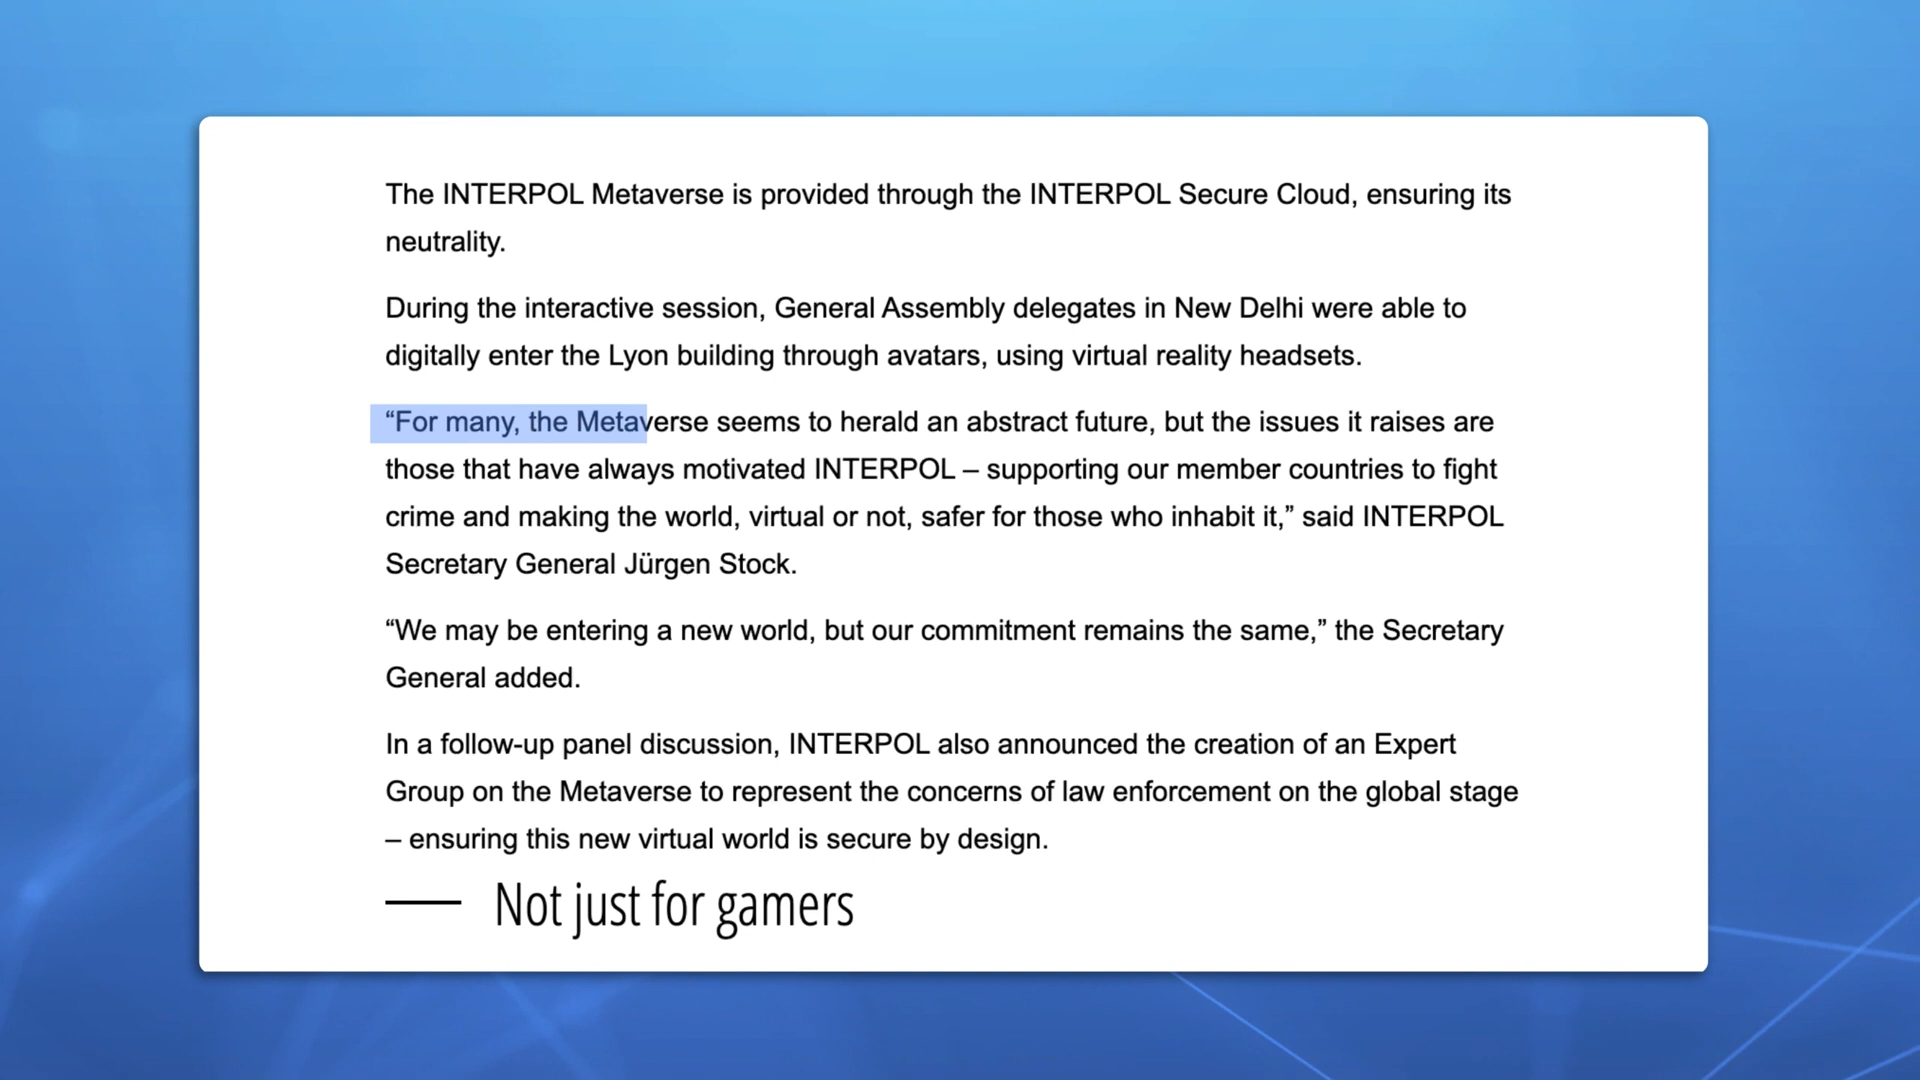 The INTERPOL Metaverse is provided through the INTERPOL Secure Cloud, ensuring its
neutrality.
During the interactive session, General Assembly delegates in New Delhi were able to
digitally enter the Lyon building through avatars, using virtual reality headsets.
“For many, the Metaverse seems to herald an abstract future, but the issues it raises are
those that have always motivated INTERPOL – supporting our member countries to fight
crime and making the world, virtual or not, safer for those who inhabit it,” said INTERPOL
Secretary General Jürgen Stock.
“We may be entering a new world, but our commitment remains the same,” the Secretary
General added.
In a follow-up panel discussion, INTERPOL also announced the creation of an Expert
Group on the Metaverse to represent the concerns of law enforcement on the global stage
– ensuring this new virtual world is secure by design.
Not just for gamers